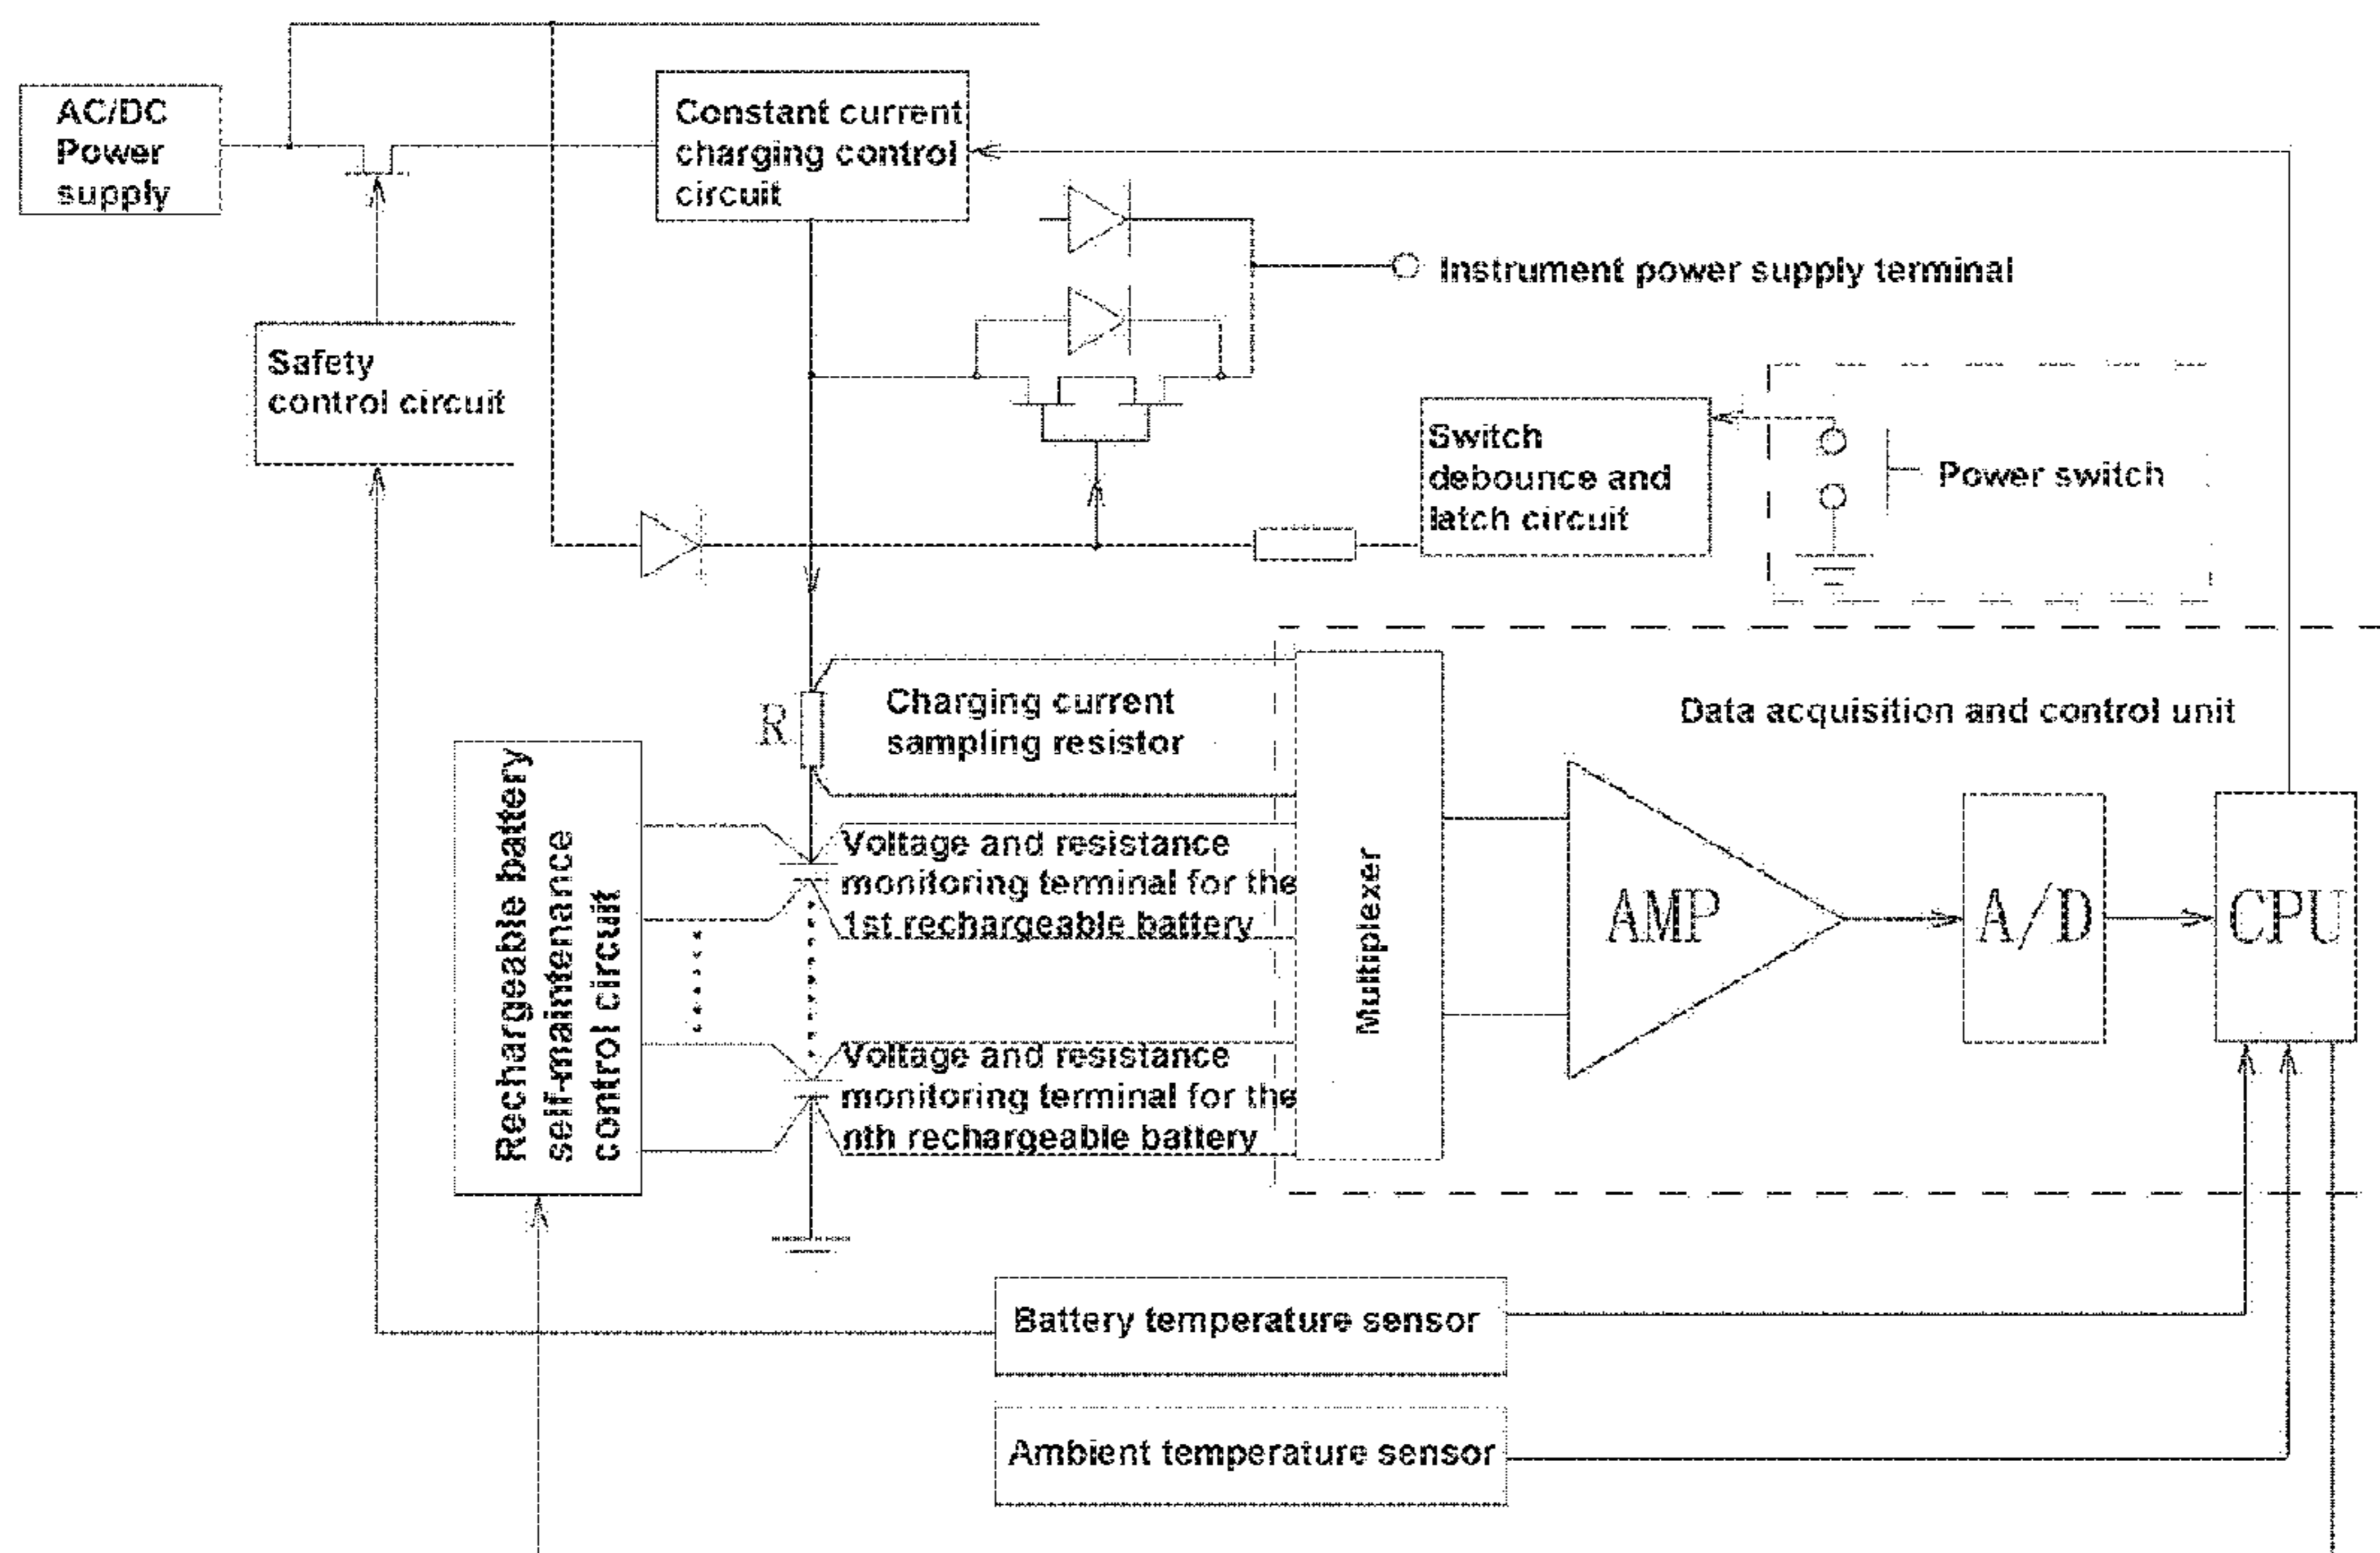 AC/DC
Power
supply
Constant current
charging control
circuit
Instrument power supply terminal
Safety
control circuit
Switch
debounce and
latch circuit
Power switch
R
Charging current
sampling resistor
Data acquisition and control unit
Rechargeable battery
self-maintenance
control circuit
Voltage and resistance
monitoring terminal for the
1st rechargeable battery
Voltage and resistance
monitoring terminal for the
nth rechargeable battery
Multiplexer
AMP
A/D
CPU
Battery temperature sensor
Ambient temperature sensor